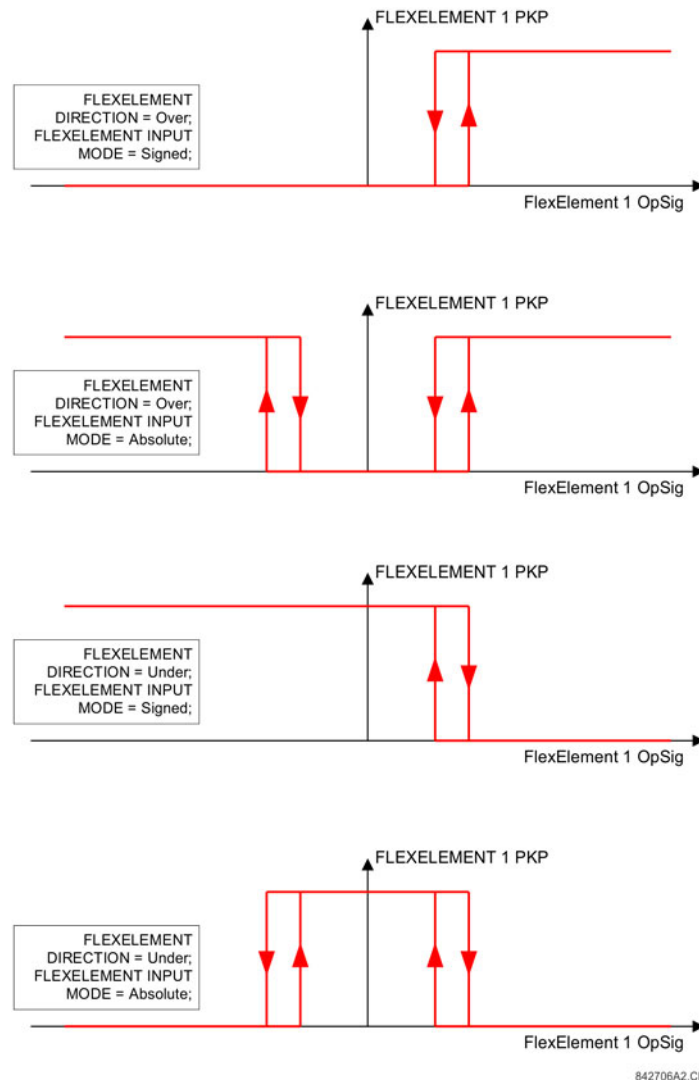 FLEXELEMENT 1 PKP
FLEXELEMENT
DIRECTION = Over;
FLEXELEMENT INPUT
MODE = Signed;
FlexElement 1 OpSig
FLEXELEMENT 1 PKP
FLEXELEMENT
DIRECTION = Over;
FLEXELEMENT INPUT
MODE = Absolute;
FlexElement 1 OpSig
FLEXELEMENT 1 PKP
FLEXELEMENT
DIRECTION = Under;
FLEXELEMENT INPUT
MODE = Signed;
FlexElement 1 OpSig
FLEXELEMENT 1 PKP
FLEXELEMENT
DIRECTION = Under;
FLEXELEMENT INPUT
MODE = Absolute;
FlexElement 1 OpSig